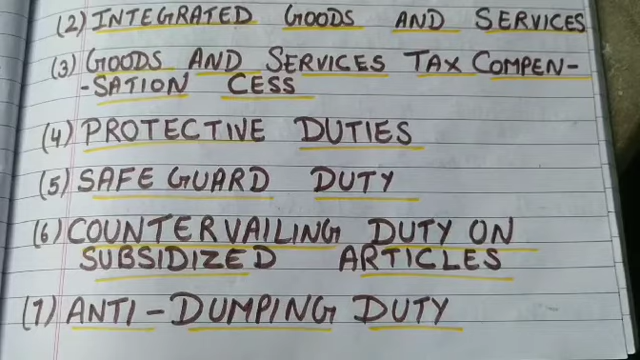 (2) INTEGRATED GOODS AND SERVICES
(3) GOODS AND SERVICES TAX COMPEN-
-SATION CESS
(4) PROTECTIVE DUTIES
(5) SAFE GUARD DUTY
(6) COUNTERVAILING DUTY ON
SUBSIDIZED ARTICLES
(7) ANTI-DUMPING DUTY